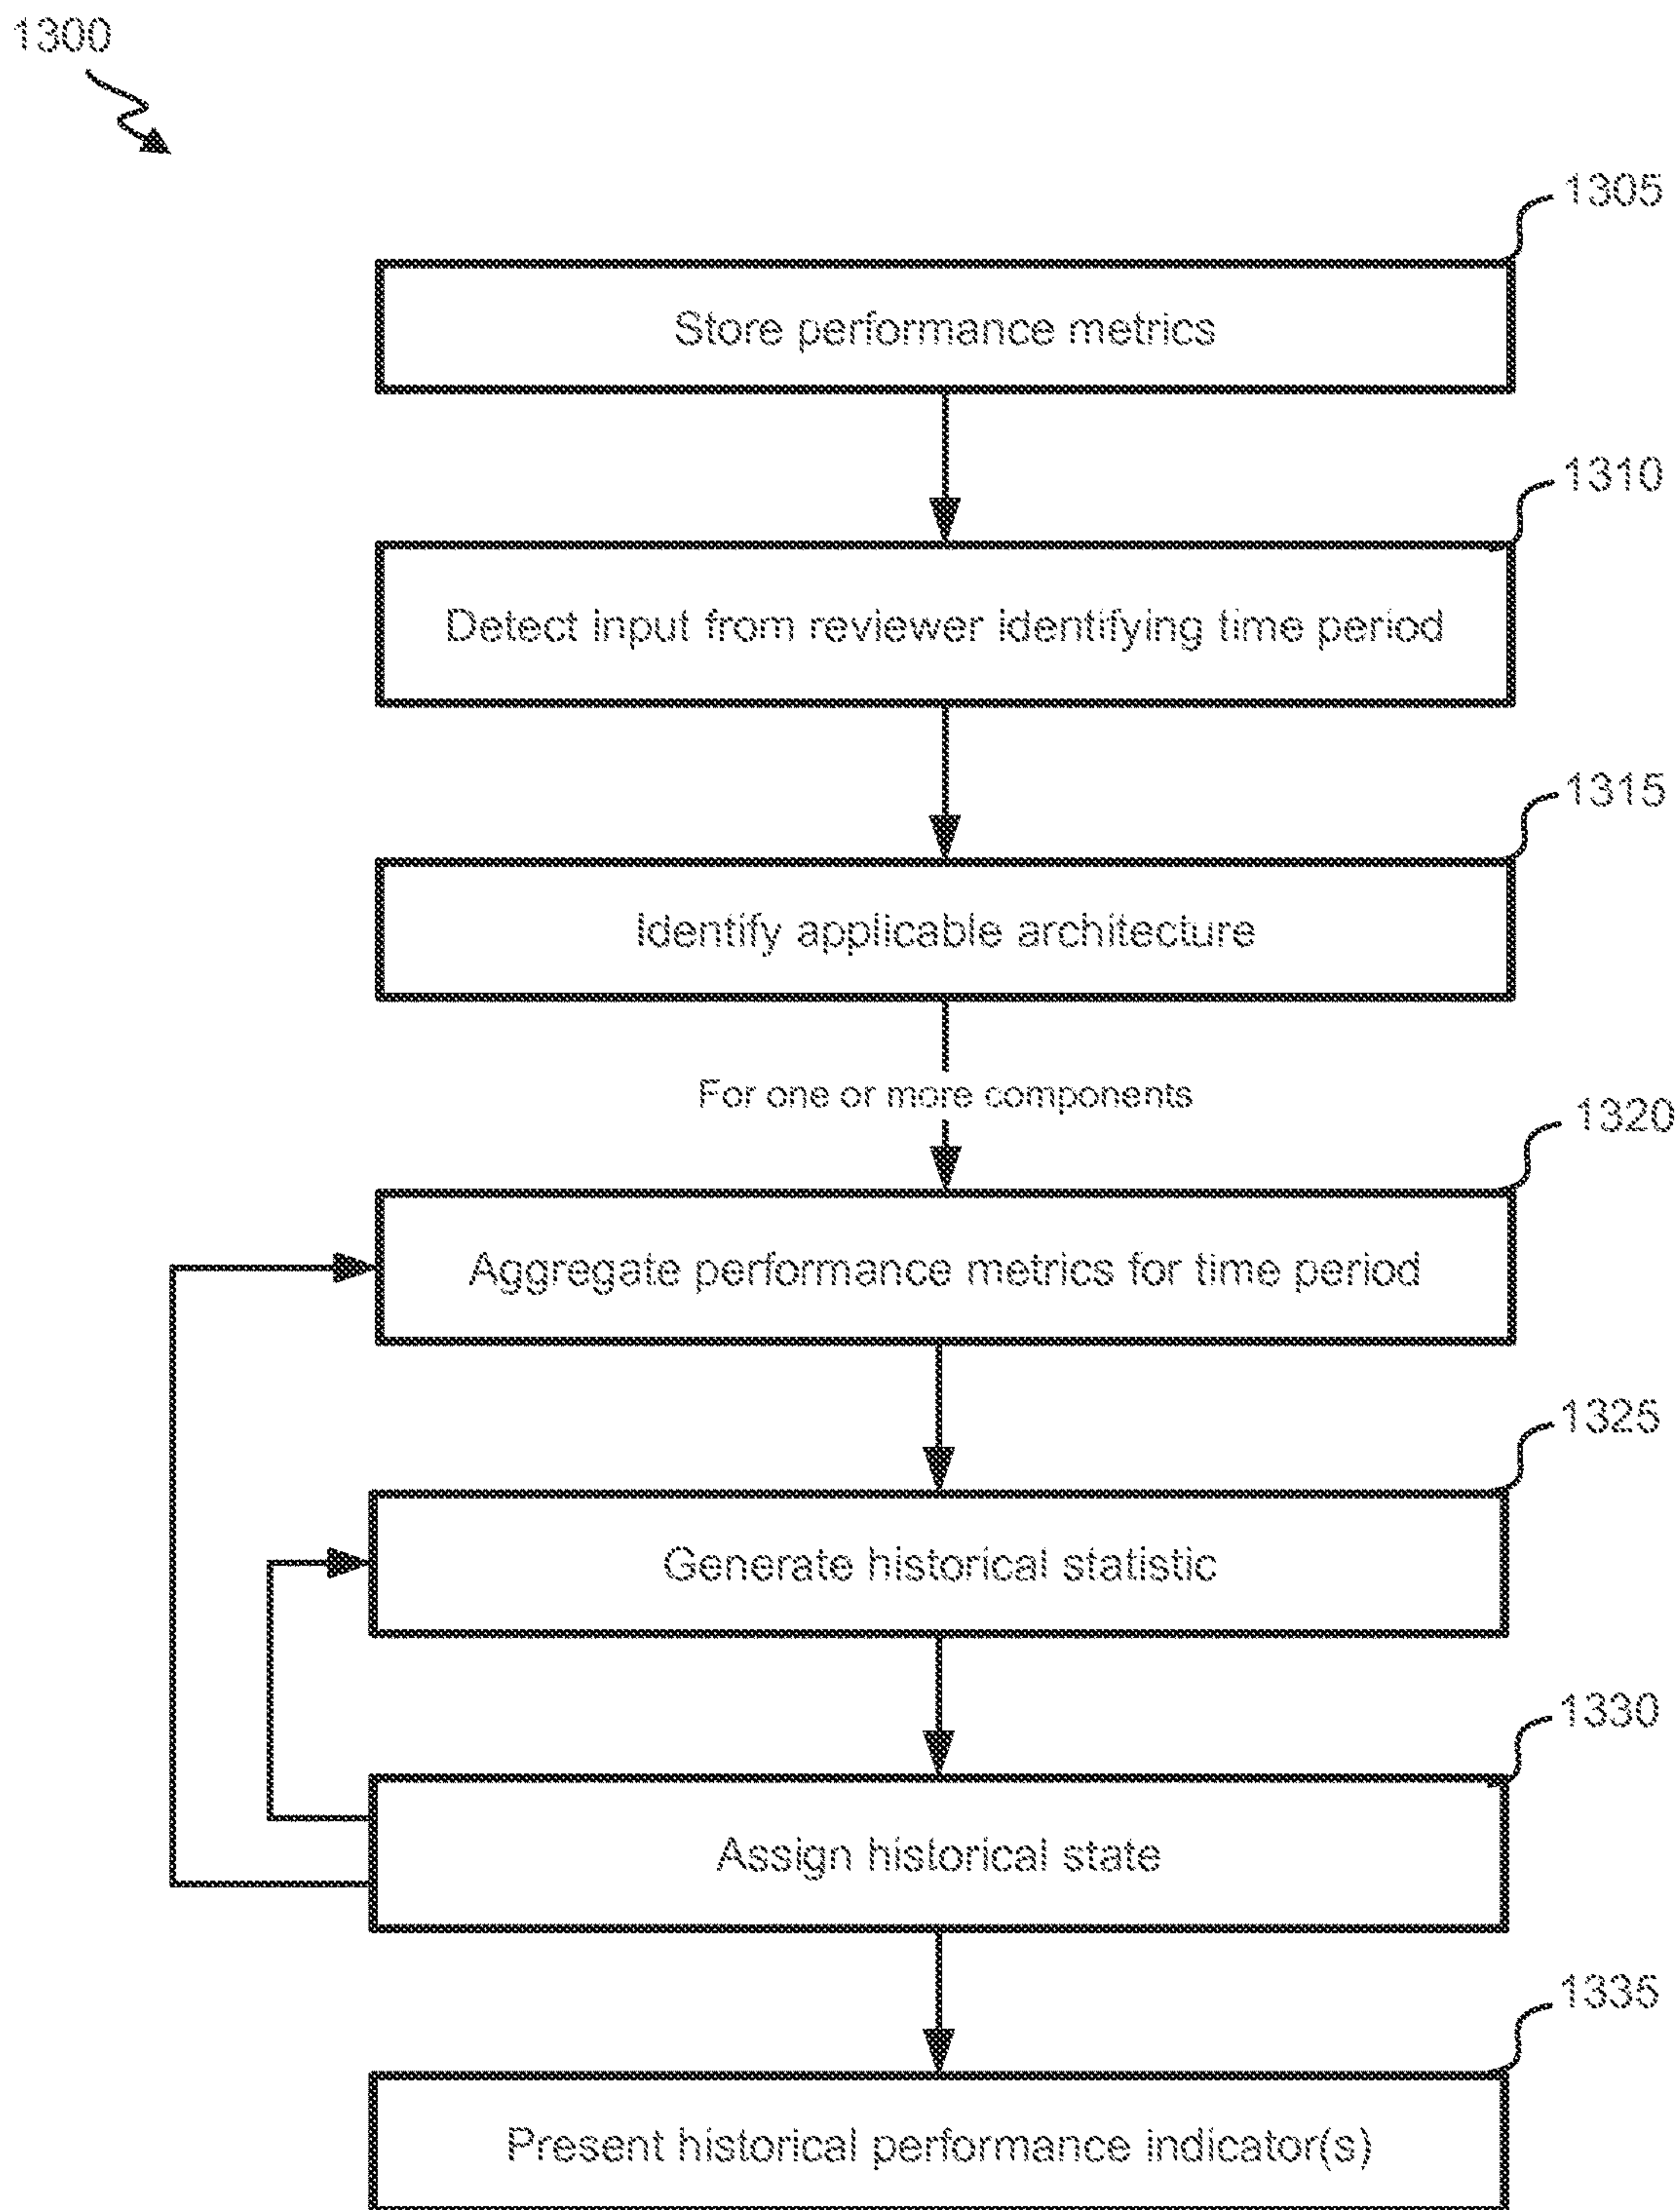 1300
1305
Store performance metrics
1310
Detect input from reviewer identifying time period
1315
Identify applicable architecture
For one or more components
1320
Aggregate performance metrics for time period
1325
Generate historical statistic
1330
Assign historical state
1335
Present historical performance indicator(s)